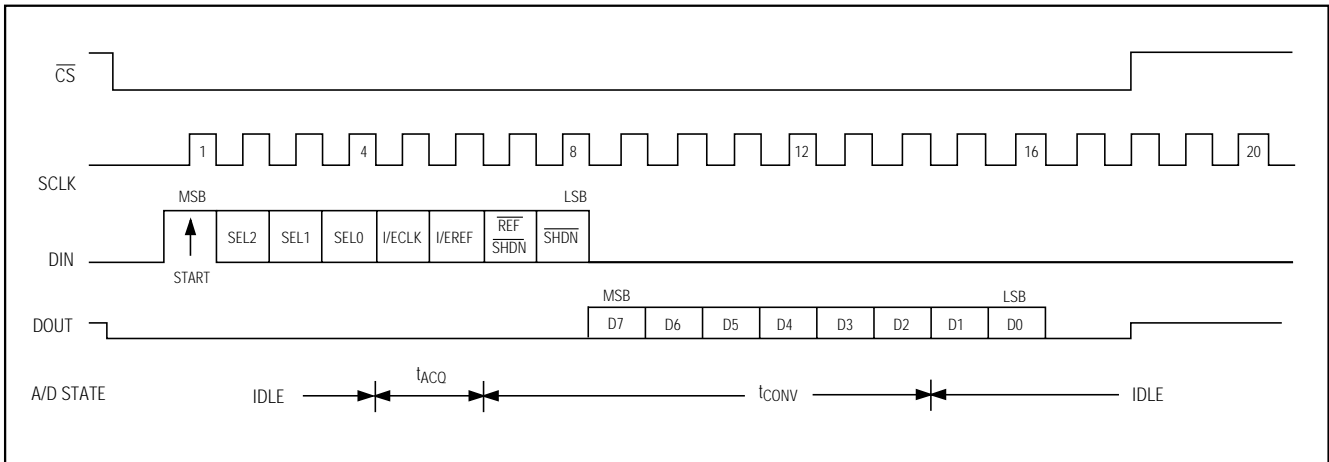 CS
1 4 8 12 16 20
SCLK
MSB LSB
SEL2 SEL1 SEL0 I/ECLK I/EREF REF SHDN SHDN
DIN
START
MSB LSB
DOUT D7 D6 D5 D4 D3 D2 D1 D0
A/D STATE IDLE tACQ tCONV IDLE